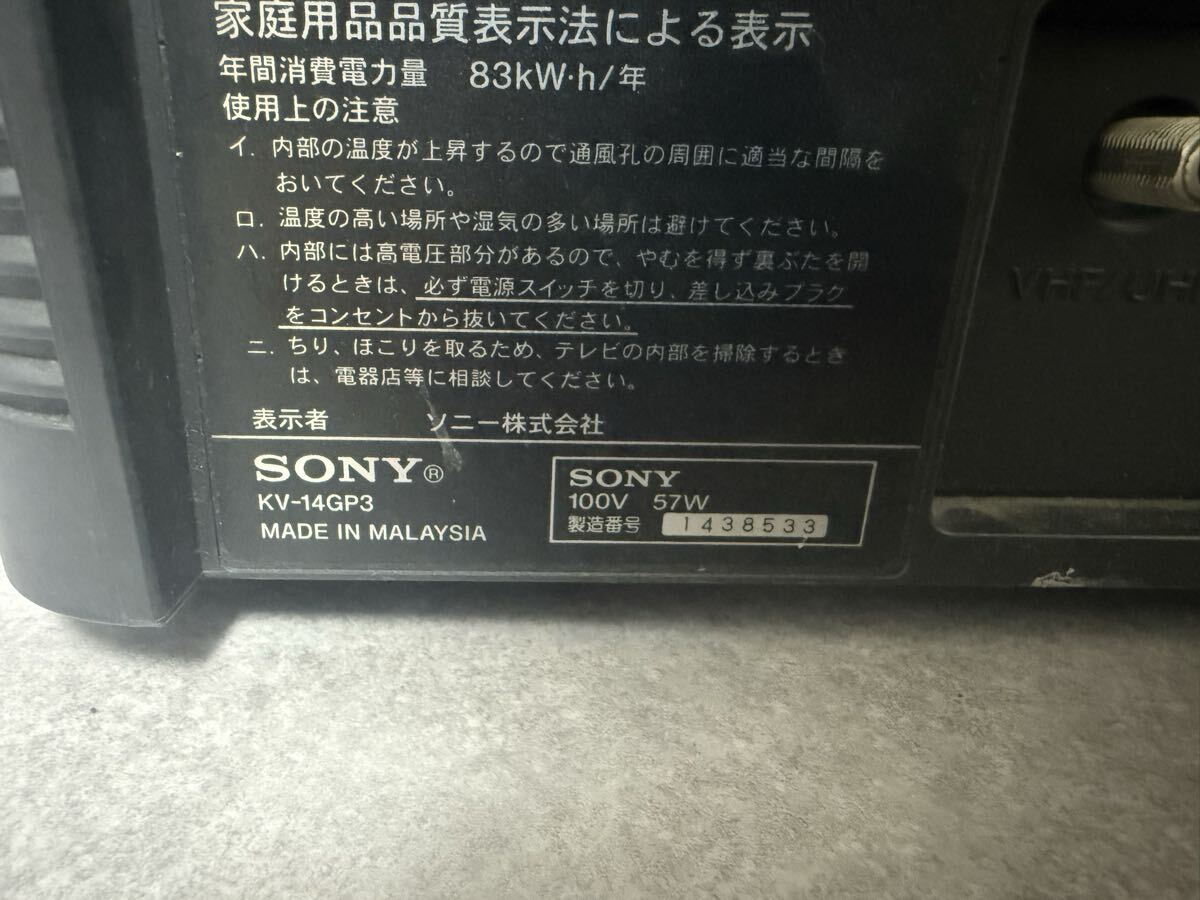 家庭用品品質表示法による表示
年間消費電力量 83kW·h/年
使用上の注意
イ. 内部の温度が上昇するので通風孔の周囲に適当な間隔を
おいてください。
ロ. 温度の高い場所や湿気の多い場所は避けてください。
ハ. 内部には高電圧部分があるので、やむを得ず裏ぶたを開
けるときは、必ず電源スイッチを切り、差し込みプラグ
をコンセントから抜いてください。
ニ. ちり、ほこりを取るため、テレビの内部を掃除するとき
は、電器店等に相談してください。
表示者 ソニー株式会社
SONY®
KV-14GP3
MADE IN MALAYSIA
SONY
100V 57W
製造番号 1438533
VHF/UH